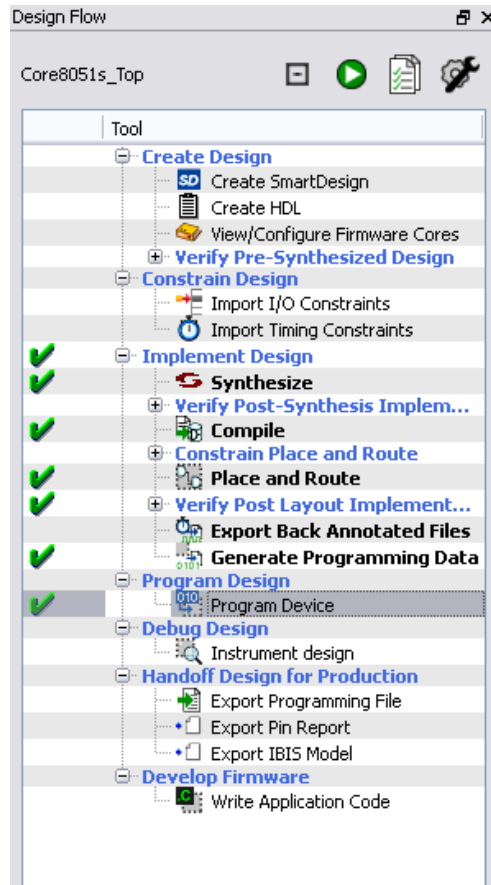 Design Flow
Core8051s_Top
Tool
Create Design
SD Create SmartDesign
Create HDL
View/Configure Firmware Cores
Verify Pre-Synthesized Design
Constrain Design
Import I/O Constraints
Import Timing Constraints
Implement Design
Synthesize
Verify Post-Synthesis Implem...
Compile
Constrain Place and Route
Place and Route
Verify Post Layout Implement...
Export Back Annotated Files
0101 Generate Programming Data
Program Design
010 Program Device
Debug Design
Instrument design
Handoff Design for Production
Export Programming File
Export Pin Report
Export IBIS Model
Develop Firmware
.C Write Application Code